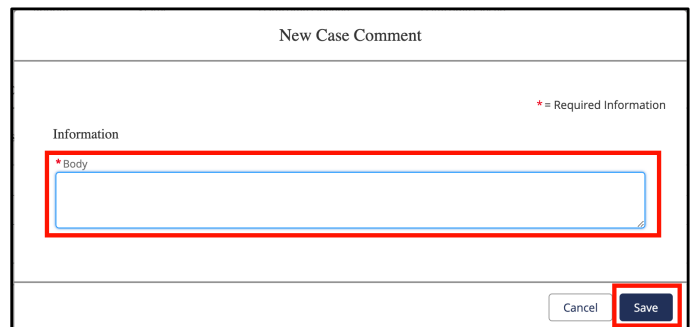 New Case Comment
* = Required Information
Information
* Body
Cancel Save